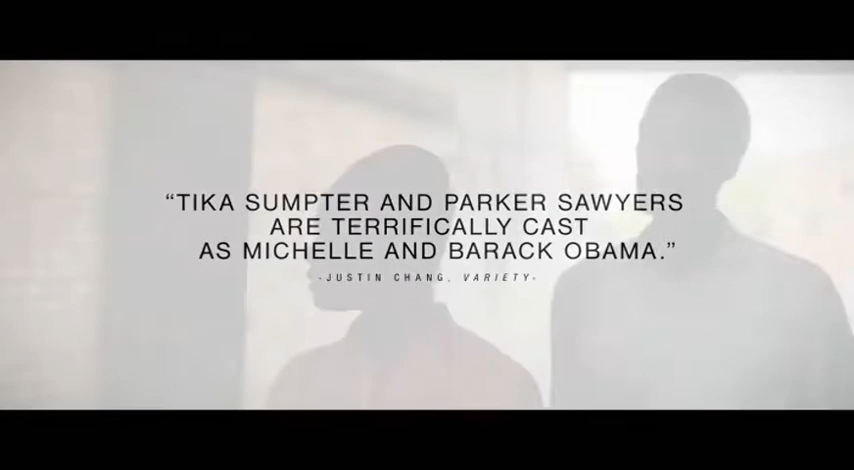 “TIKA SUMPTER AND PARKER SAWYERS
ARE TERRIFICALLY CAST
AS MICHELLE AND BARACK OBAMA.”
-JUSTIN CHANG, VARIETY-